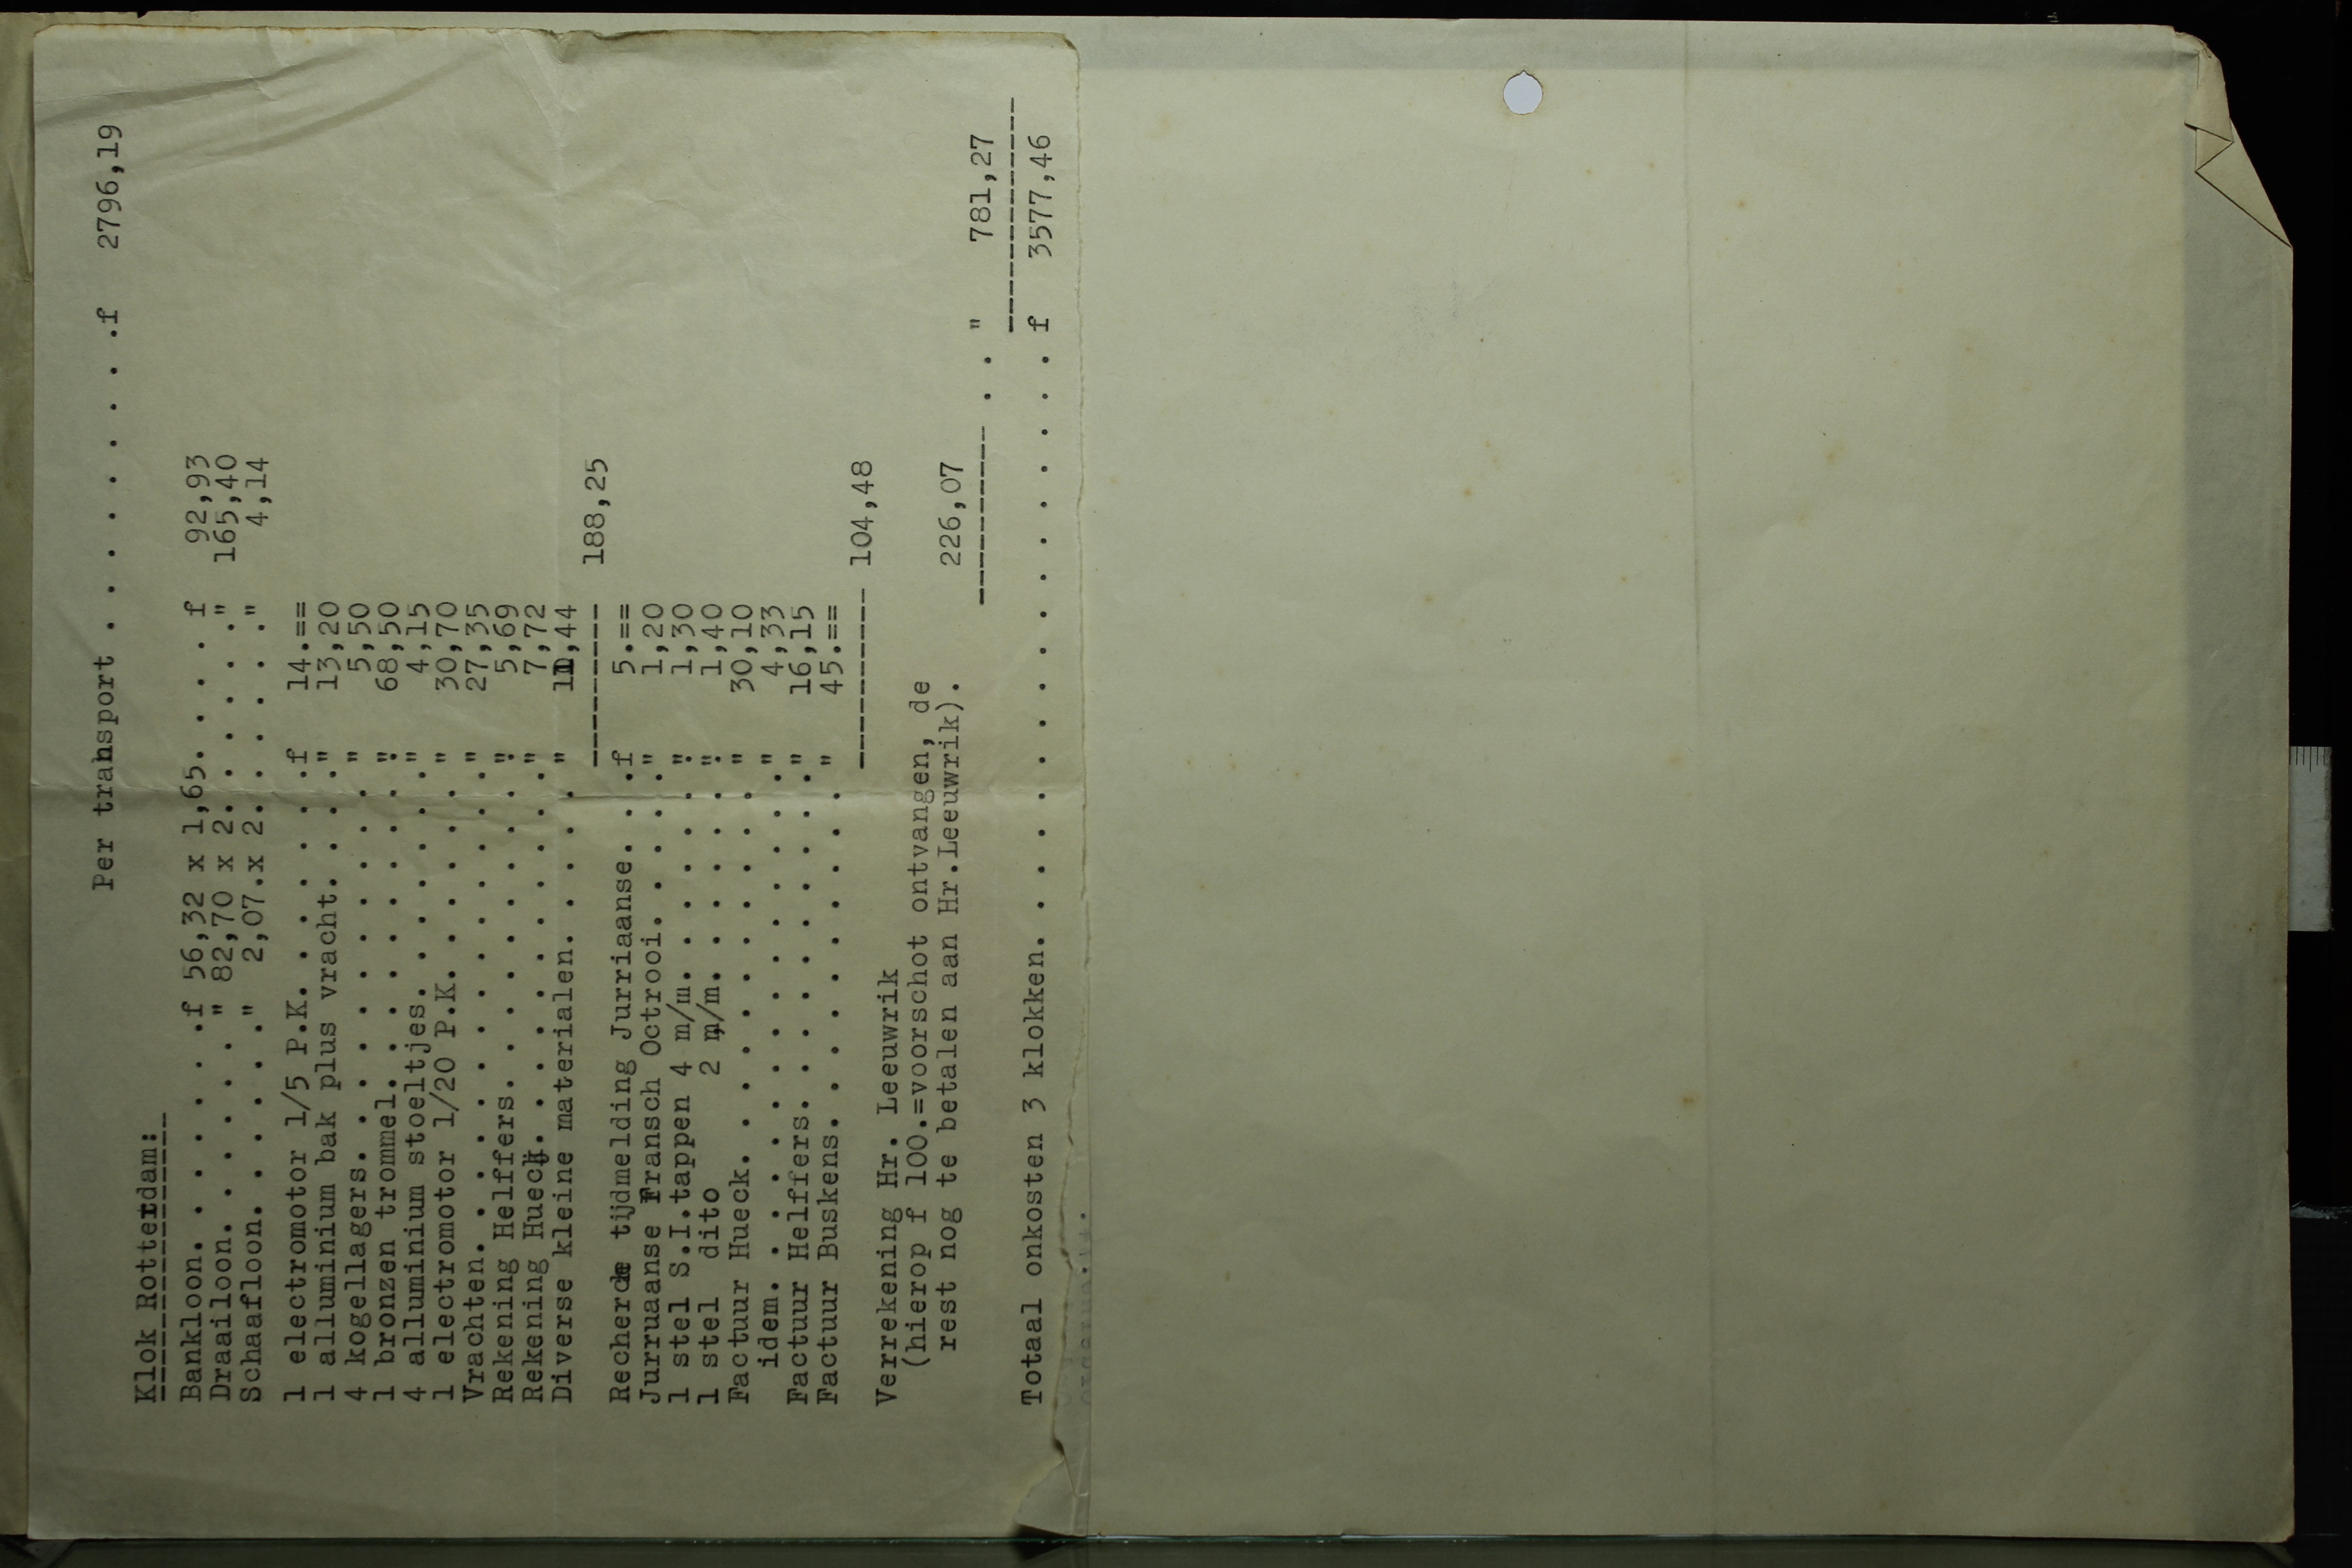 Per transport . . . . . . . . .f 2796,19
Klok Rotterdam:
Bankloon. . . . . . . .f 56,32 x 1,65. . . . . f 92,93
Draailoon. . . . . . . " 82,70 x 2. . . . . . ." 165,40
Schaafloon. . . . . . ." 2,07.x 2. . . . . . ." 4,14
1 electromotor 1/5 P.K. . . . . . . . .f 14.==
1 alluminium bak plus vracht. . . . ." 13,20
4 kogellagers. . . . . . . . . . . . . " 5,50
1 bronzen trommel. . . . . . . . . . ." 68,50
4 alluminium stoeltjes. . . . . . . ." 4,15
1 electromotor 1/20 P.K. . . . . . . . " 30,70
Vrachten. . . . . . . . . . . . . . . " 27,35
Rekening Helffers. . . . . . . . . . ." 5,69
Rekening Hueck. . . . . . . . . . . ." 7,72
Diverse kleine materialen. . . . . . " ,44
188,25
Recherche tijdmelding Jurriaanse. . .f 5.==
Jurruaanse Fransch Octrooi. . . . . ." 1,20
1 stel S.I.tappen 4 m/m. . . . . . . ." 1,30
1 stel dito 2 m/m. . . . . . . ." 1,40
Factuur Hueck. . . . . . . . . . . . . " 30,10
idem. . . . . . . . . . . . . . . ." 4,33
Factuur Helffers. . . . . . . . . . ." 16,15
Factuur Buskens. . . . . . . . . . . " 45.==
104,48
Verrekening Hr. Leeuwrik
(hierop f 100.=voorschot ontvangen, de
rest nog te betalen aan Hr.Leeuwrik). 226,07
. . " 781,27
Totaal onkosten 3 klokken. . . . . . . . . . . . . . . . . f 3577,46